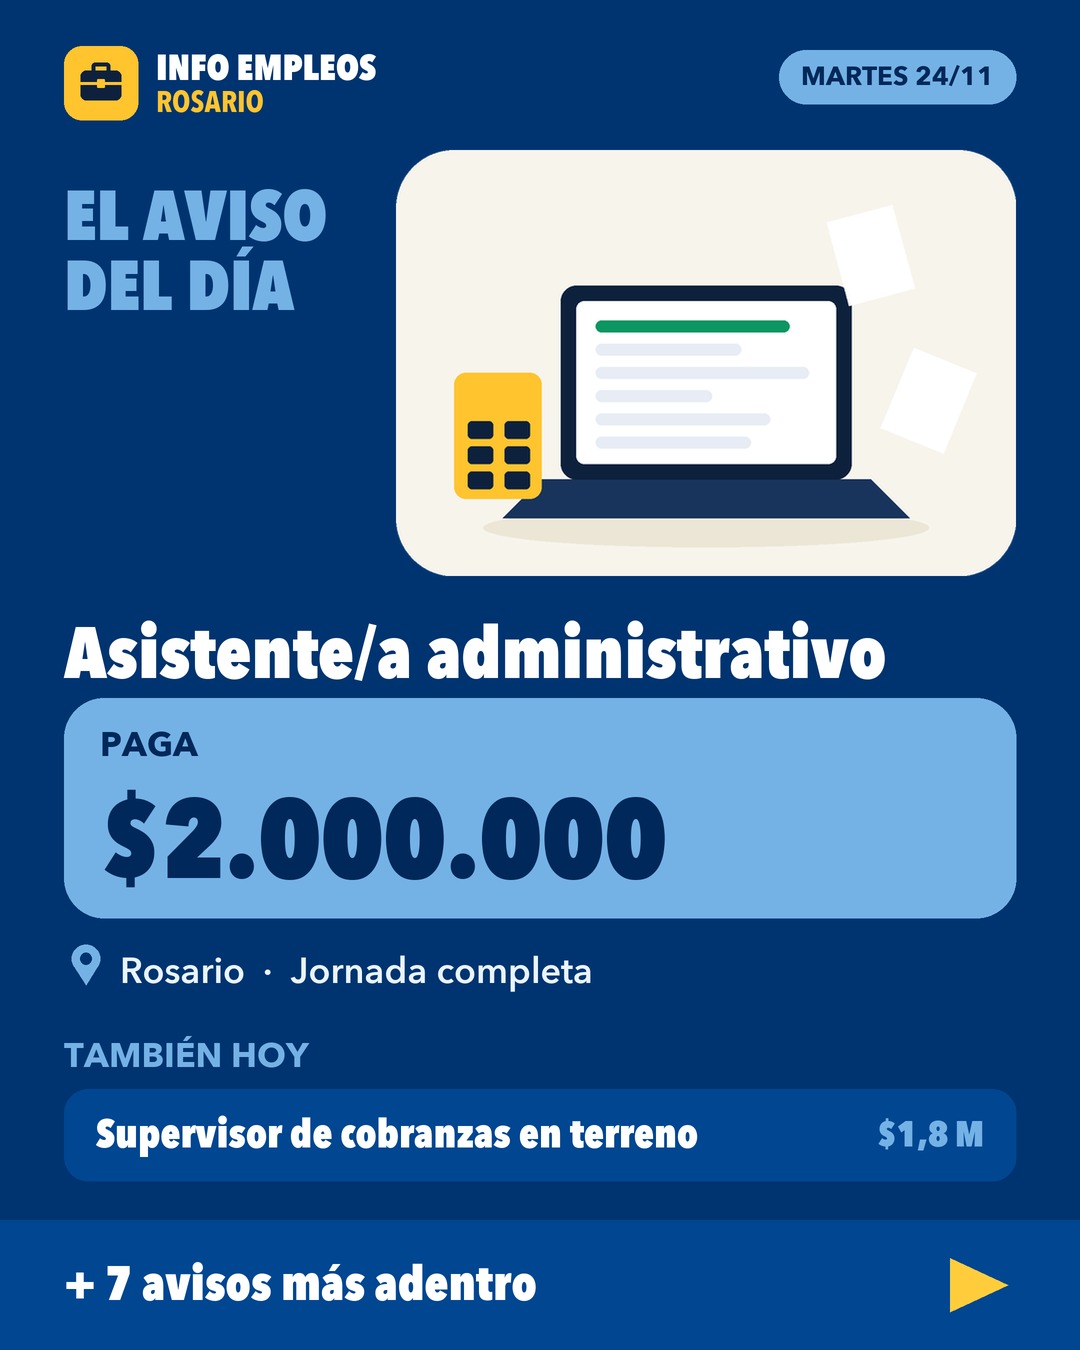 INFO EMPLEOS
ROSARIO
MARTES 24/11
EL AVISO
DEL DÍA
Asistente/a administrativo
PAGA
$2.000.000
Rosario · Jornada completa
TAMBIÉN HOY
Supervisor de cobranzas en terreno
$1,8 M
+ 7 avisos más adentro